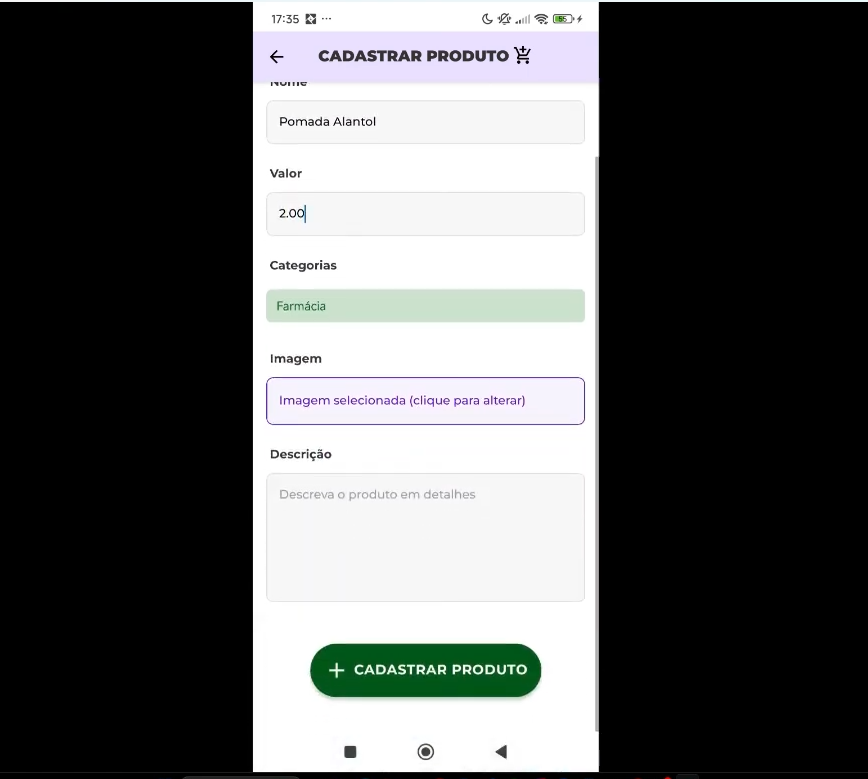 17:35 ...
CADASTRAR PRODUTO
Nome
Pomada Alantol
Valor
2.00
Categorias
Farmácia
Imagem
Imagem selecionada (clique para alterar)
Descrição
Descreva o produto em detalhes
+ CADASTRAR PRODUTO